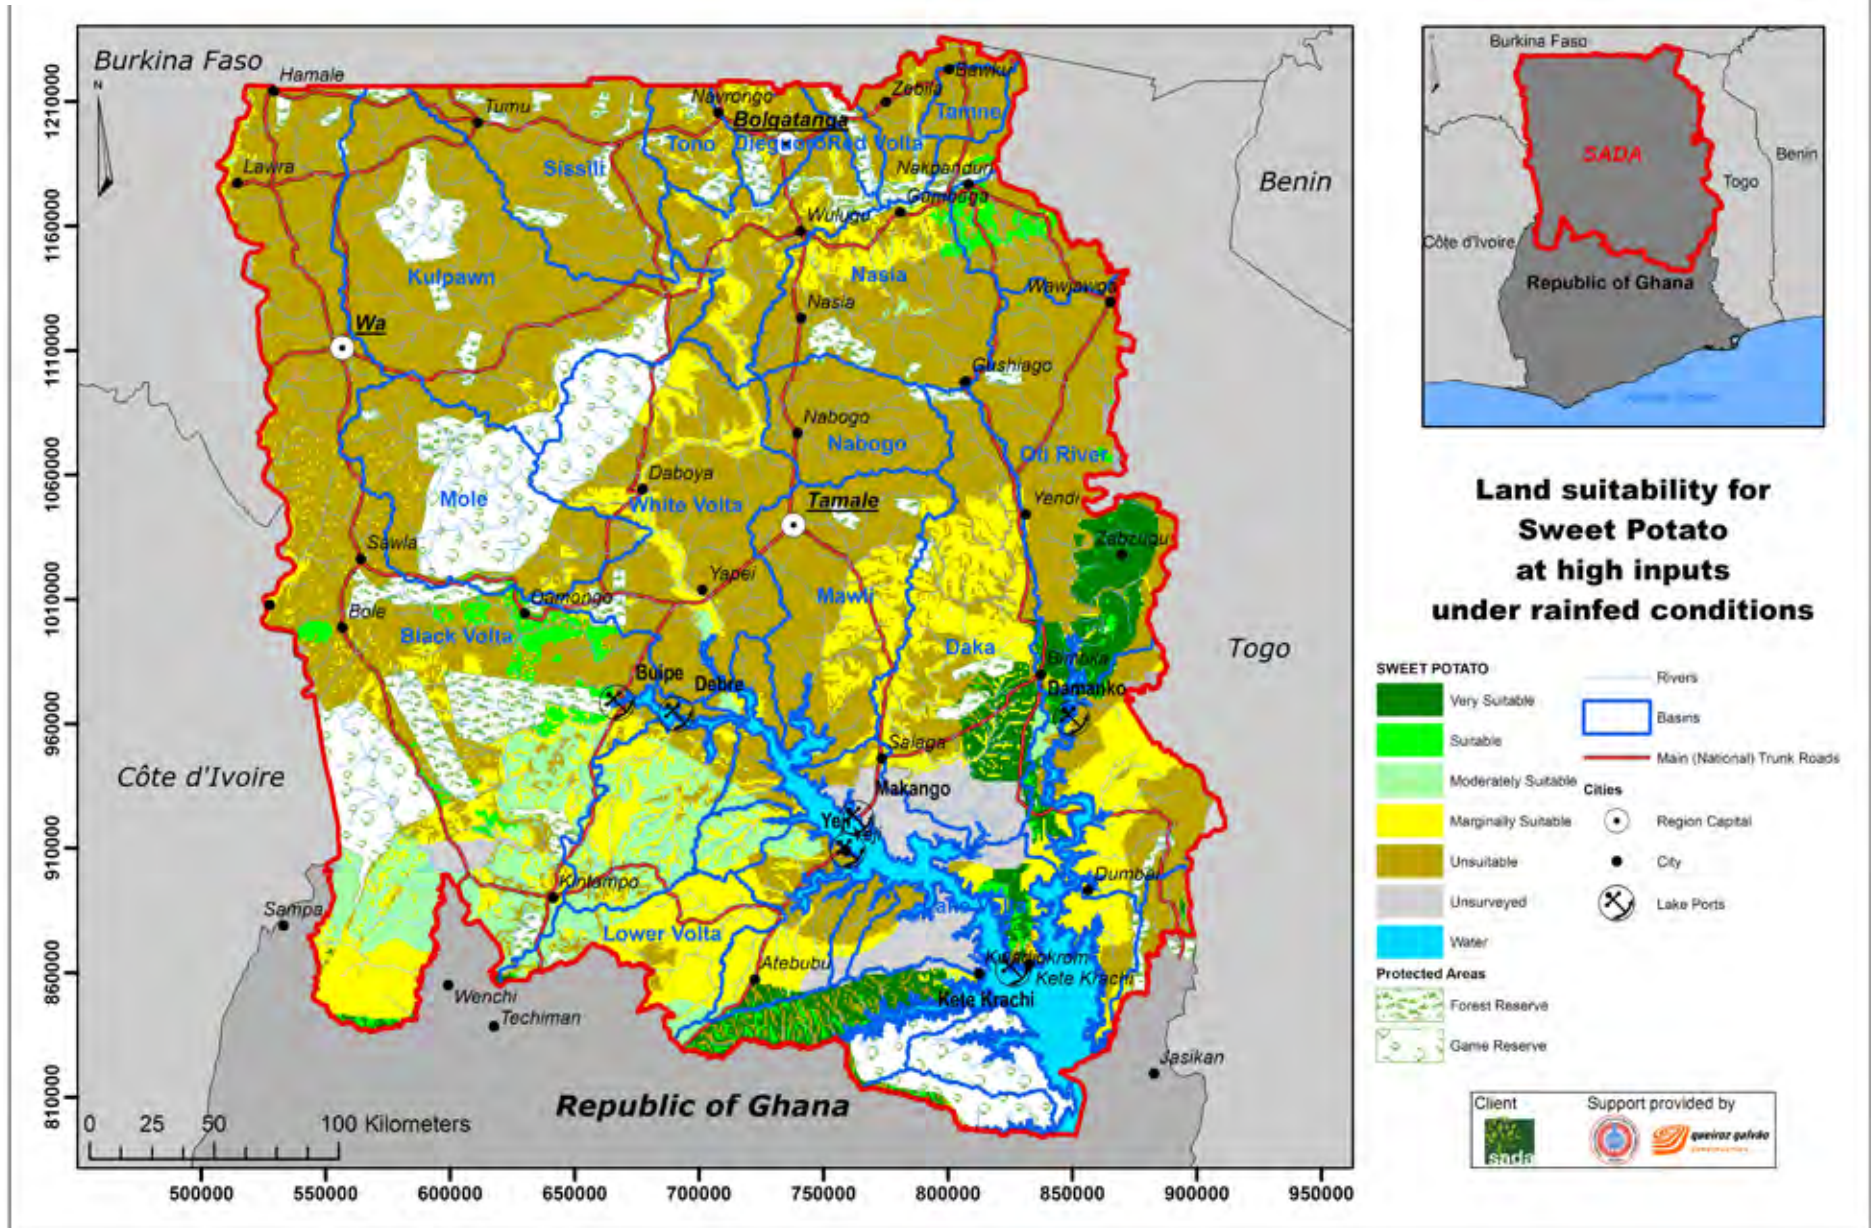 Burkina Faso
N
Hamale
Tumu
Navrongo
Zebilla
Bawku
Bolgatanga
Tamne
Tono
Red Volta
Sissili
Lawra
Nakpanduri
Gambaga
Wulugu
Benin
Kulpawn
Nasia
Wawjawga
Nasia
Wa
Gushiago
Nabogo
Nabogo
Oti River
Daboya
Mole
White Volta
Tamale
Yendi
Zabzugu
Sawla
Yapei
Damongo
Mawli
Bole
Black Volta
Daka
Togo
Bimbila
Buipe
Debre
Damanko
Salaga
Côte d'Ivoire
Makango
Yeji
Yeji
Kintampo
Dumbai
Sampa
Lower Volta
Atebubu
Kete Krachi
Kete Krachi
Wenchi
Techiman
Jasikan
Republic of Ghana
0 25 50 100 Kilometers
1210000
1160000
1110000
1060000
1010000
960000
910000
860000
810000
500000 550000 600000 650000 700000 750000 800000 850000 900000 950000
Burkina Faso
SADA
Benin
Togo
Côte d'Ivoire
Republic of Ghana
Land suitability for
Sweet Potato
at high inputs
under rainfed conditions
SWEET POTATO
Very Suitable
Suitable
Moderately Suitable
Marginally Suitable
Unsuitable
Unsurveyed
Water
Protected Areas
Forest Reserve
Game Reserve
Rivers
Basins
Main (National) Trunk Roads
Cities
Region Capital
City
Lake Ports
Client
sada
Support provided by
queiroz galvão